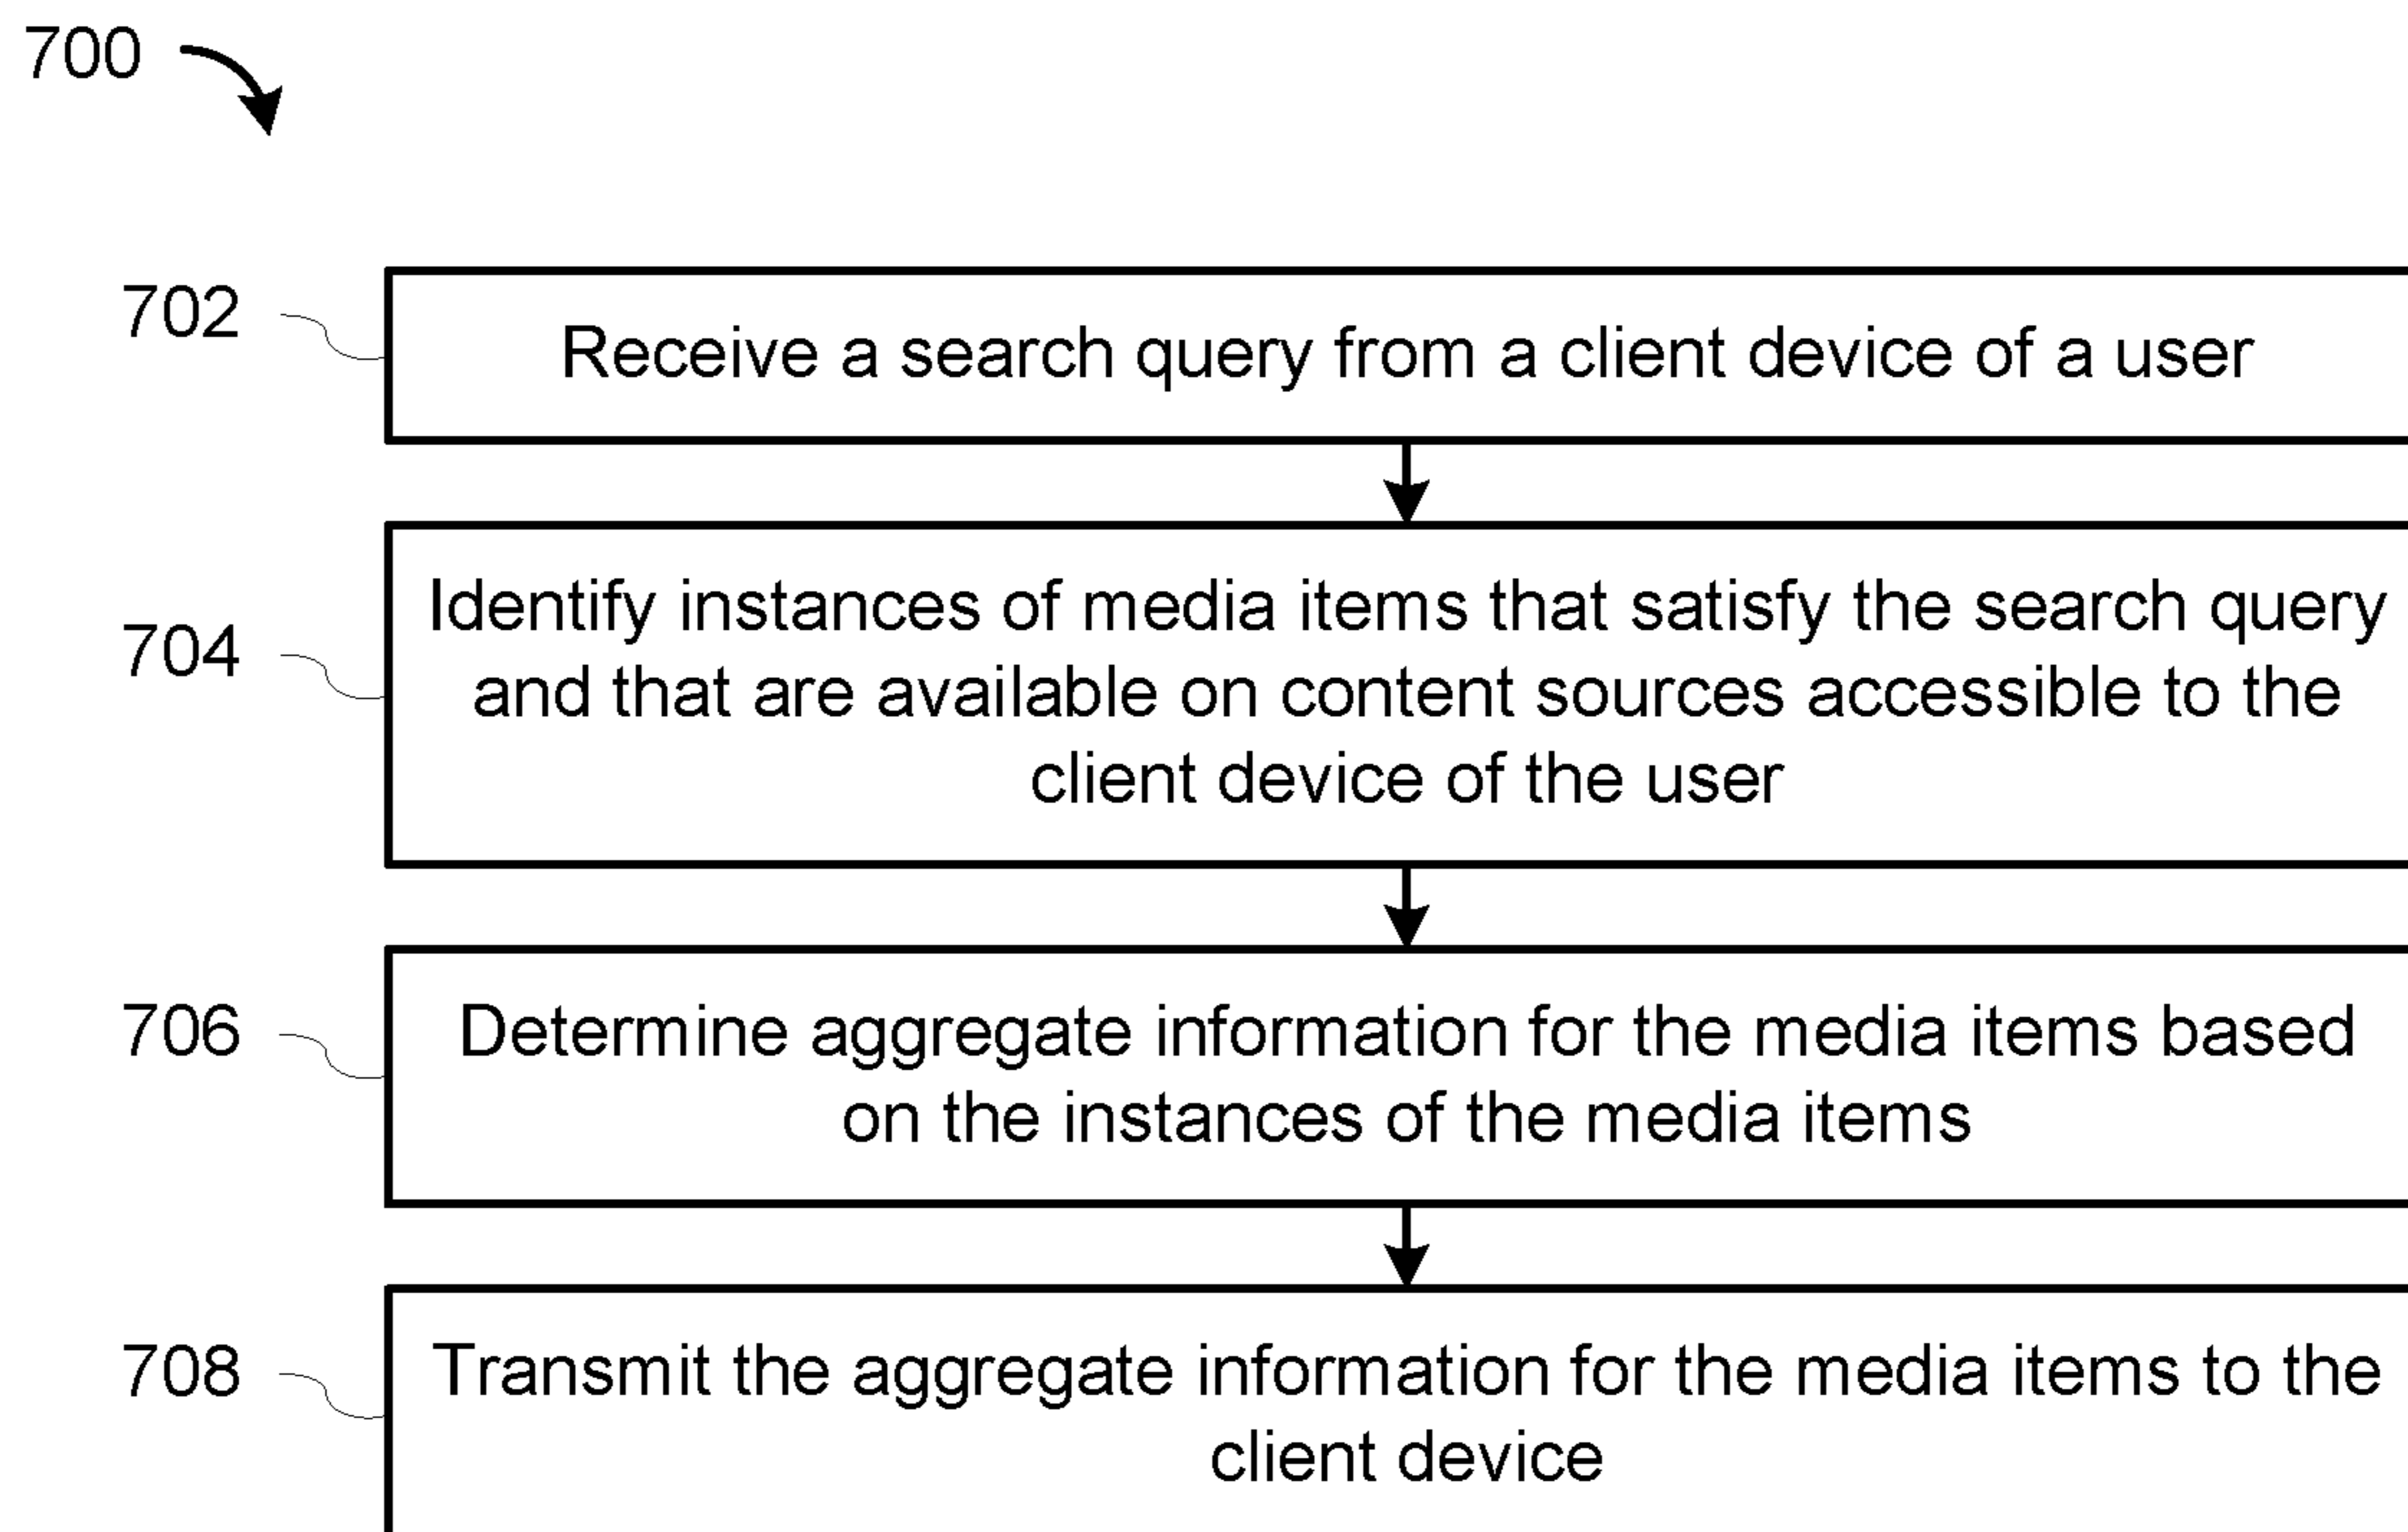 700
702
Receive a search query from a client device of a user
704
Identify instances of media items that satisfy the search query
and that are available on content sources accessible to the
client device of the user
706
Determine aggregate information for the media items based
on the instances of the media items
708
Transmit the aggregate information for the media items to the
client device